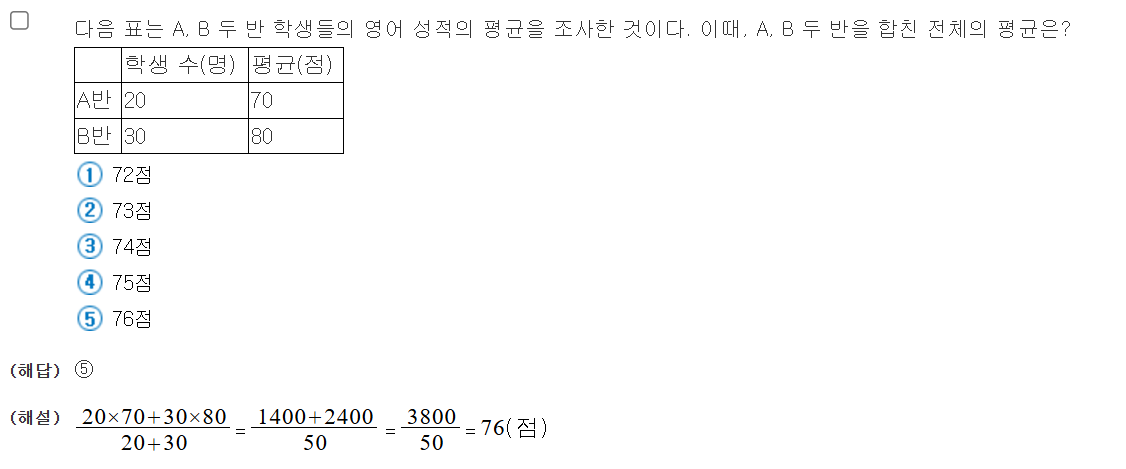 다음 표는 A, B 두 반 학생들의 영어 성적의 평균을 조사한 것이다. 이때, A, B 두 반을 합친 전체의 평균은?
학생 수(명) 평균(점)
A반 20 70
B반 30 80
① 72점
② 73점
③ 74점
④ 75점
⑤ 76점
(해답) ⑤
(해설) 20×70+30×80 / 20+30 = 1400+2400 / 50 = 3800 / 50 = 76(점)